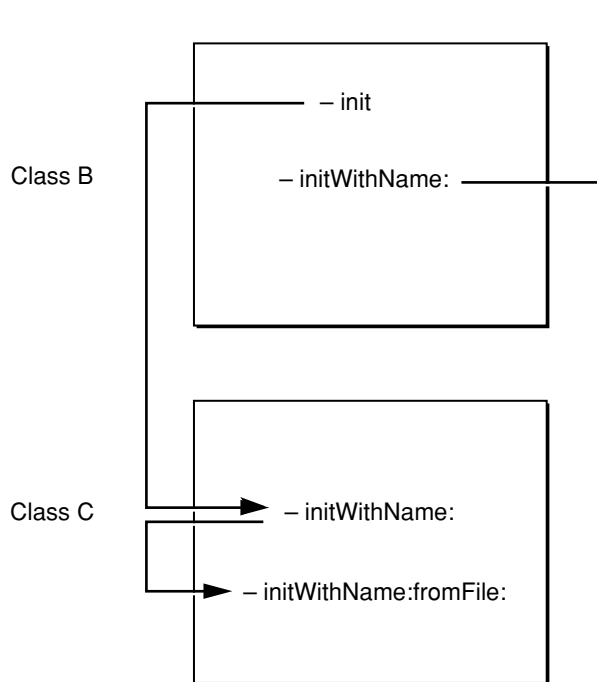 – init
Class B
– initWithName:
Class C
– initWithName:
– initWithName:fromFile: